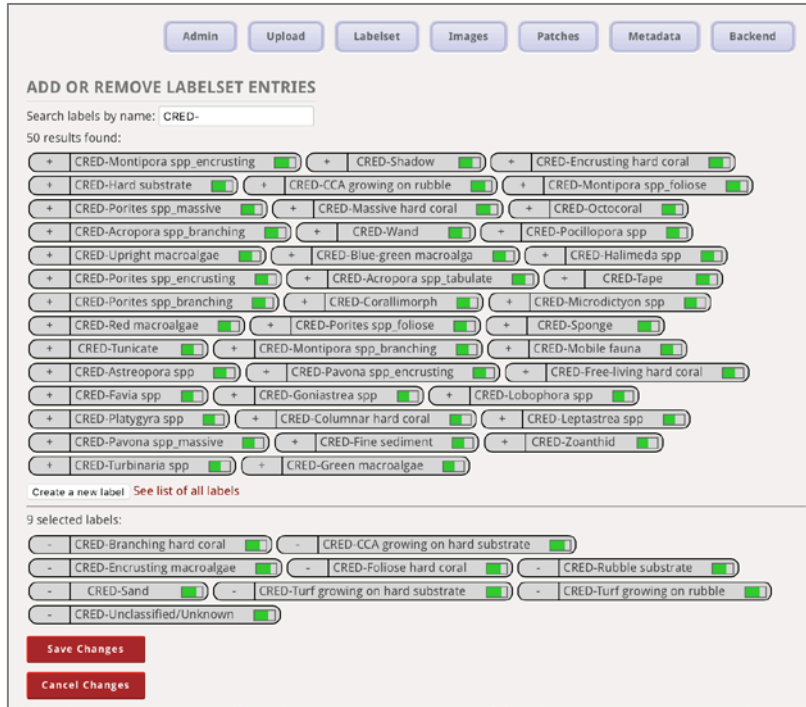 Admin Upload Labelset Images Patches Metadata Backend
ADD OR REMOVE LABELSET ENTRIES
Search labels by name: CRED-
50 results found:
+ CRED-Montipora spp_encrusting + CRED-Shadow + CRED-Encrusting hard coral
+ CRED-Hard substrate + CRED-CCA growing on rubble + CRED-Montipora spp_foliose
+ CRED-Porites spp_massive + CRED-Massive hard coral + CRED-Octocoral
+ CRED-Acropora spp_branching + CRED-Wand + CRED-Pocillopora spp
+ CRED-Upright macroalgae + CRED-Blue-green macroalga + CRED-Halimeda spp
+ CRED-Porites spp_encrusting + CRED-Acropora spp_tabulate + CRED-Tape
+ CRED-Porites spp_branching + CRED-Corallimorph + CRED-Microdictyon spp
+ CRED-Red macroalgae + CRED-Porites spp_foliose + CRED-Sponge
+ CRED-Tunicate + CRED-Montipora spp_branching + CRED-Mobile fauna
+ CRED-Astreopora spp + CRED-Pavona spp_encrusting + CRED-Free-living hard coral
+ CRED-Favia spp + CRED-Goniastrea spp + CRED-Lobophora spp
+ CRED-Platygyra spp + CRED-Columnar hard coral + CRED-Leptastrea spp
+ CRED-Pavona spp_massive + CRED-Fine sediment + CRED-Zoanthid
+ CRED-Turbinaria spp + CRED-Green macroalgae
Create a new label See list of all labels
9 selected labels:
- CRED-Branching hard coral - CRED-CCA growing on hard substrate
- CRED-Encrusting macroalgae - CRED-Foliose hard coral - CRED-Rubble substrate
- CRED-Sand - CRED-Turf growing on hard substrate - CRED-Turf growing on rubble
- CRED-Unclassified/Unknown
Save Changes
Cancel Changes